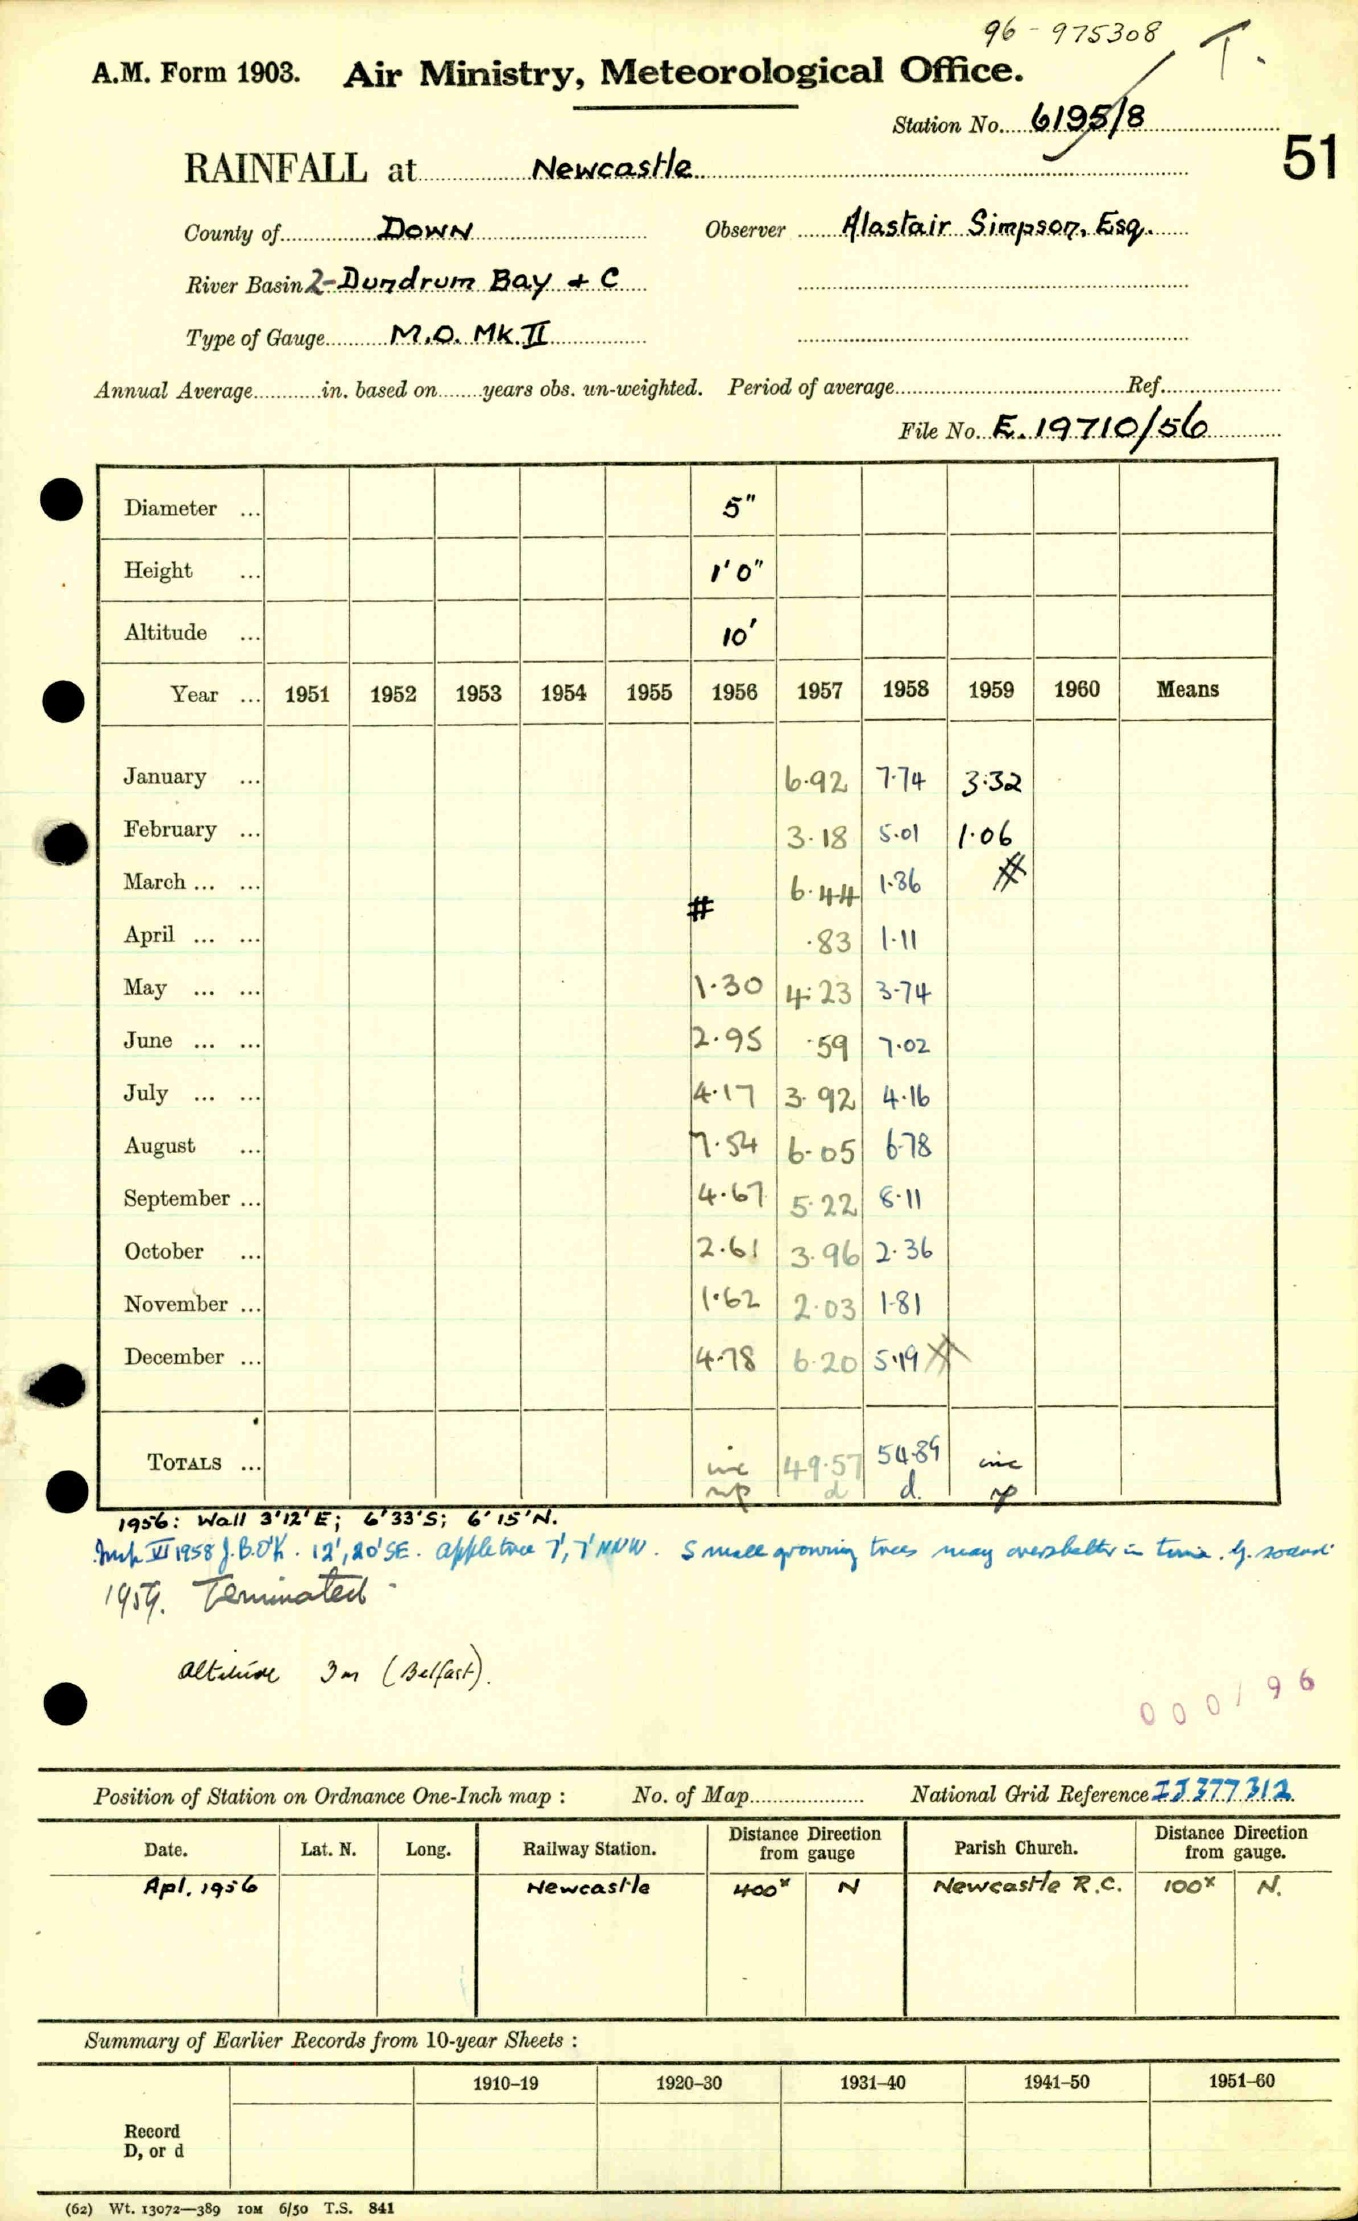 96-975308 T.
A.M. Form 1903. Air Ministry, Meteorological Office.
Station No. 6195/8
51
RAINFALL at Newcastle
County of DOWN Observer Alastair Simpson, Esq.
River Basin 2-Dundrum Bay + C
Type of Gauge M.O. Mk II
Annual Average in. based on years obs. un-weighted. Period of average Ref.
File No. E.19710/56
Diameter ... 5"
Height ... 1'0"
Altitude ... 10'
Year ... 1951 1952 1953 1954 1955 1956 1957 1958 1959 1960 Means
January ... 6.92 7.74 3.32
February ... 3.18 5.01 1.06
March ... ... 6.44 1.86 #
#
April ... ... .83 1.11
May ... ... 1.30 4.23 3.74
June ... ... 2.95 .59 7.02
July ... ... 4.17 3.92 4.16
August ... 7.54 6.05 6.78
September ... 4.67 5.22 8.11
October ... 2.61 3.96 2.36
November ... 1.62 2.03 1.81
December ... 4.78 6.20 5.19 #
TOTALS ... inc 49.57 54.89 inc
d d
1956: Wall 3'12'E; 6'33'S; 6'15'N.
VI 1958 J.B.O'K. 12',20'SE. appletree 7',7'NNW. Small growing trees may overshelter in time.
1959. Terminated
Altitude 3m (Belfast).
000196
Position of Station on Ordnance One-Inch map : No. of Map National Grid Reference IJ 377312
Date. Lat. N. Long. Railway Station. Distance Direction from gauge Parish Church. Distance Direction from gauge.
Apl. 1956 Newcastle 400x N Newcastle R.C. 100x N.
Summary of Earlier Records from 10-year Sheets :
1910–19 1920–30 1931–40 1941–50 1951–60
Record
D, or d
(62) Wt. 13072—389 10M 6/50 T.S. 841